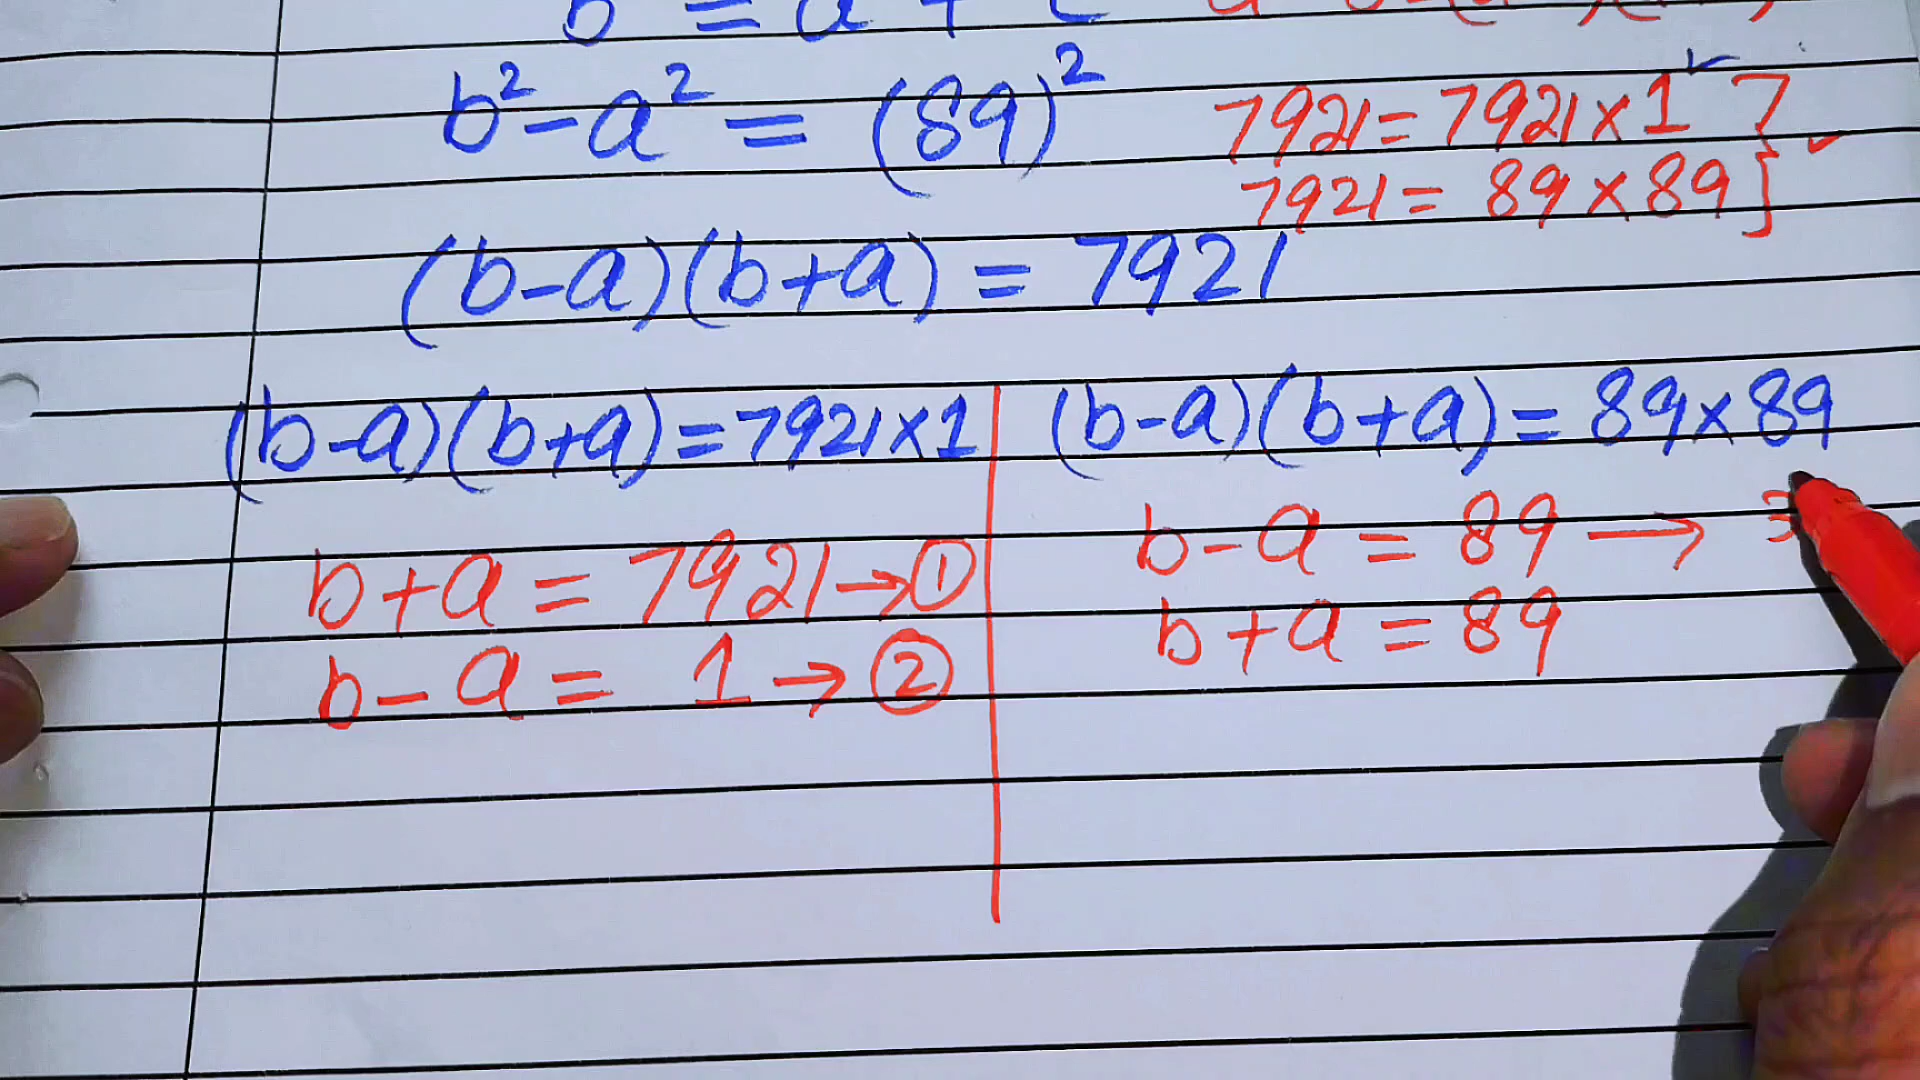 b² - a² = (89)²
7921 = 7921 × 1
7921 = 89 × 89
(b-a)(b+a) = 7921
(b-a)(b+a) = 7921 × 1
b + a = 7921 → ①
b - a = 1 → ②
(b-a)(b+a) = 89 × 89
b - a = 89 → 3
b + a = 89